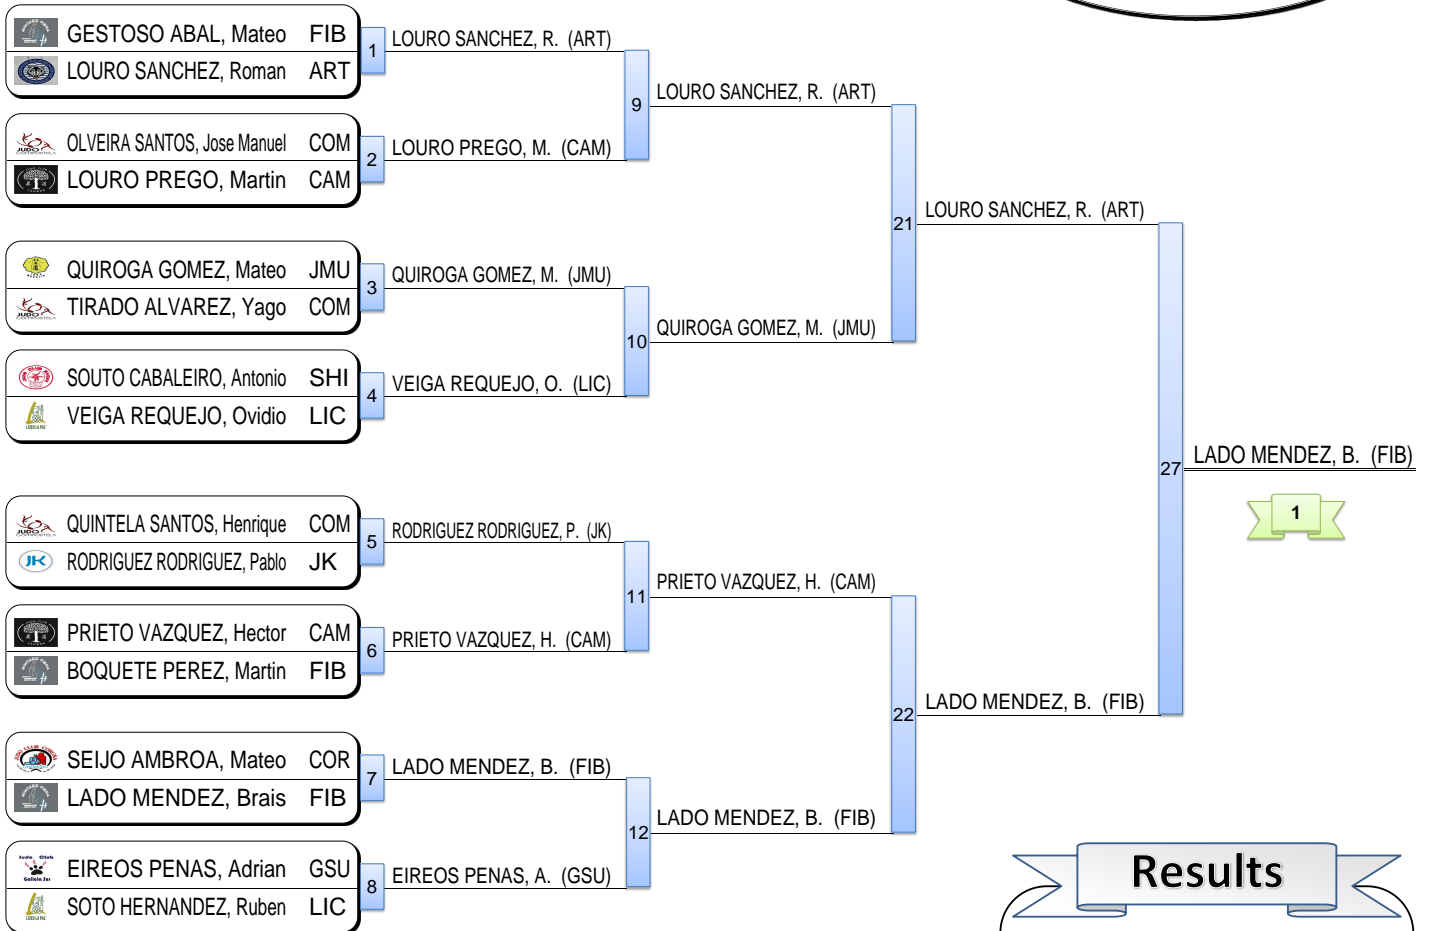 GESTOSO ABAL, Mateo FIB
LOURO SANCHEZ, Roman ART
1
LOURO SANCHEZ, R. (ART)
OLVEIRA SANTOS, Jose Manuel COM
LOURO PREGO, Martin CAM
2
LOURO PREGO, M. (CAM)
9
LOURO SANCHEZ, R. (ART)
QUIROGA GOMEZ, Mateo JMU
TIRADO ALVAREZ, Yago COM
3
QUIROGA GOMEZ, M. (JMU)
SOUTO CABALEIRO, Antonio SHI
VEIGA REQUEJO, Ovidio LIC
4
VEIGA REQUEJO, O. (LIC)
10
QUIROGA GOMEZ, M. (JMU)
21
LOURO SANCHEZ, R. (ART)
QUINTELA SANTOS, Henrique COM
JK RODRIGUEZ RODRIGUEZ, Pablo JK
5
RODRIGUEZ RODRIGUEZ, P. (JK)
PRIETO VAZQUEZ, Hector CAM
BOQUETE PEREZ, Martin FIB
6
PRIETO VAZQUEZ, H. (CAM)
11
PRIETO VAZQUEZ, H. (CAM)
SEIJO AMBROA, Mateo COR
LADO MENDEZ, Brais FIB
7
LADO MENDEZ, B. (FIB)
Judo Club
Galicia Sur
EIREOS PENAS, Adrian GSU
SOTO HERNANDEZ, Ruben LIC
8
EIREOS PENAS, A. (GSU)
12
LADO MENDEZ, B. (FIB)
22
LADO MENDEZ, B. (FIB)
27
LADO MENDEZ, B. (FIB)
1
Results